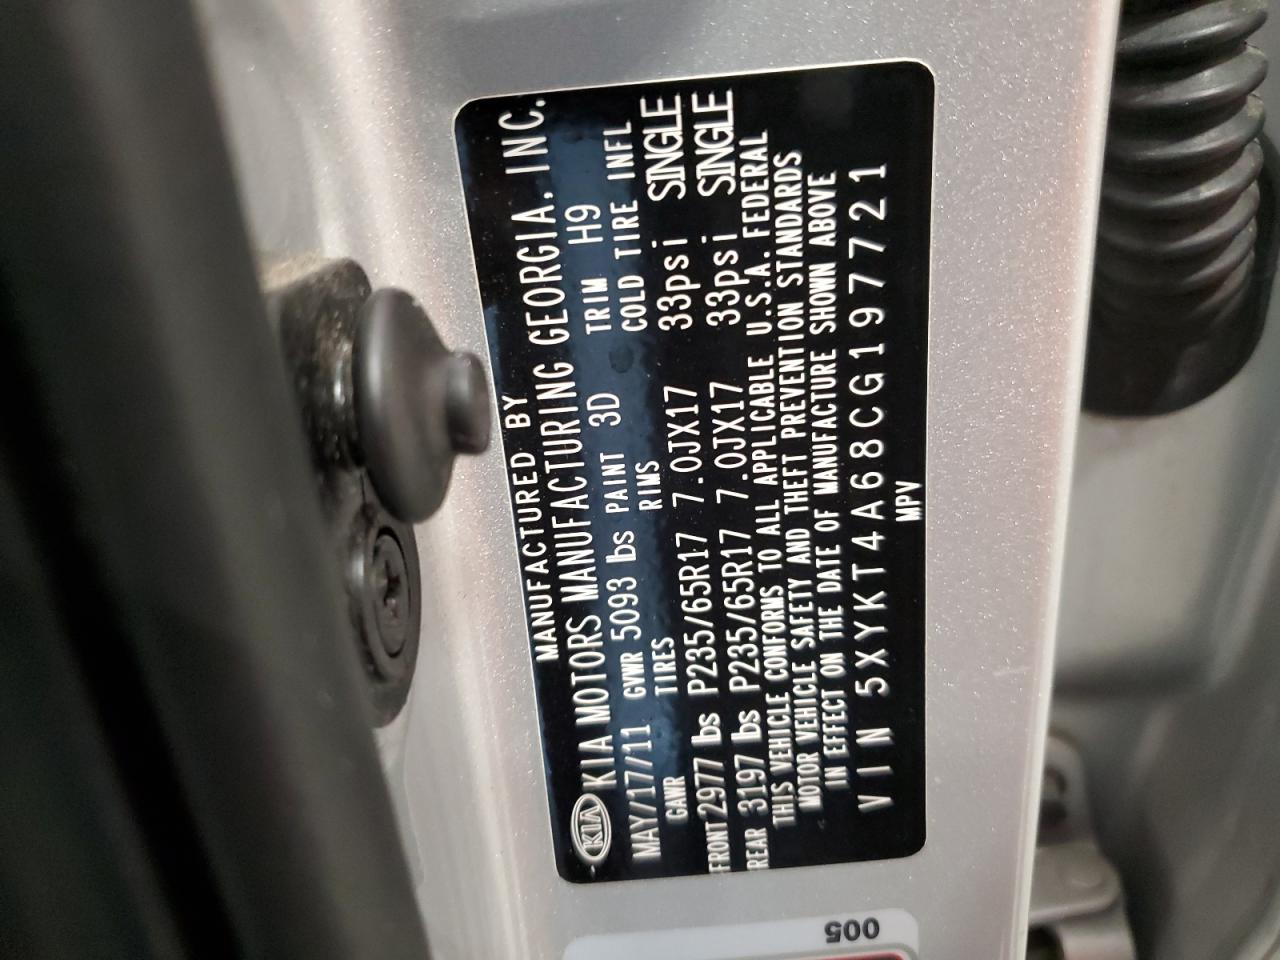 MANUFACTURED BY
KIA KIA MOTORS MANUFACTURING GEORGIA, INC.
MAY/17/11 GVWR 5093 lbs PAINT 3D TRIM H9
GAWR TIRES RIMS COLD TIRE INFL
FRONT 2977 lbs P235/65R17 7.0JX17 33psi SINGLE
REAR 3197 lbs P235/65R17 7.0JX17 33psi SINGLE
THIS VEHICLE CONFORMS TO ALL APPLICABLE U.S.A. FEDERAL
MOTOR VEHICLE SAFETY AND THEFT PREVENTION STANDARDS
IN EFFECT ON THE DATE OF MANUFACTURE SHOWN ABOVE
VIN 5XYKT4A68CG197721
MPV
005